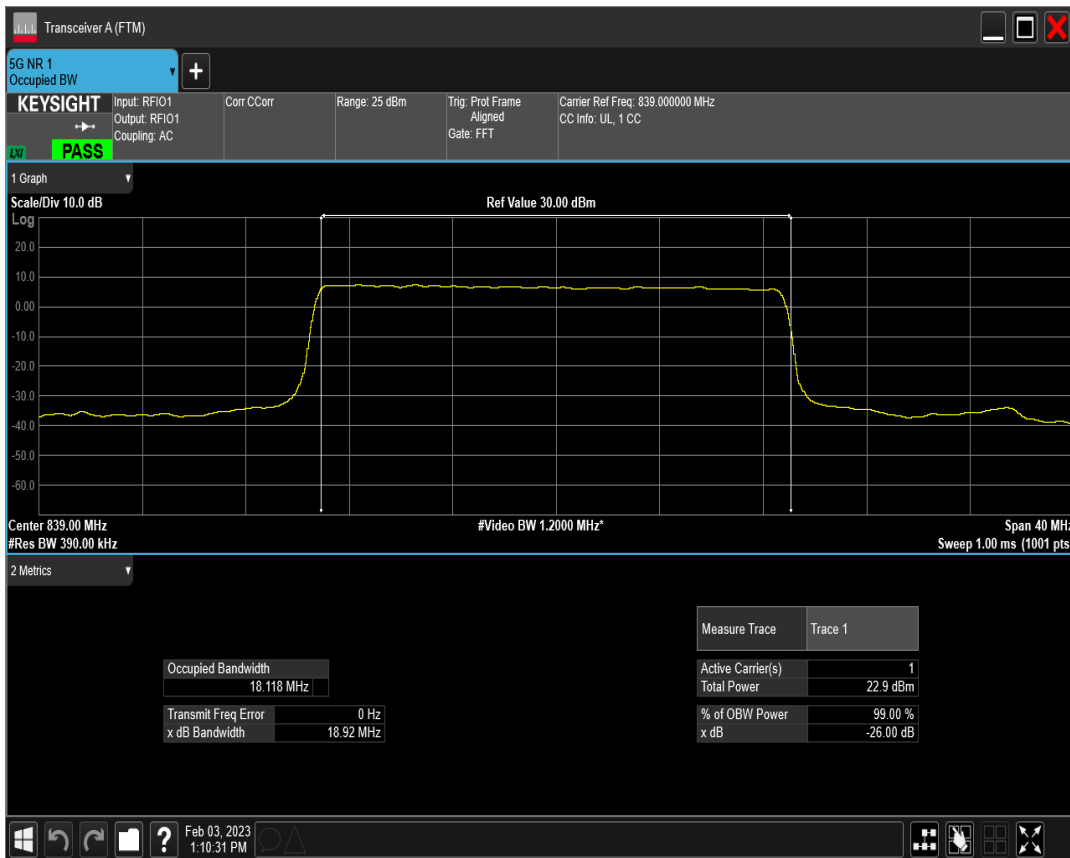 Transceiver A (FTM)
5G NR 1
Occupied BW
+
KEYSIGHT
LXI
PASS
Input: RFIO1
Output: RFIO1
Coupling: AC
Corr CCorr
Range: 25 dBm
Trig: Prot Frame
Aligned
Gate: FFT
Carrier Ref Freq: 839.000000 MHz
CC Info: UL, 1 CC
1 Graph
Scale/Div 10.0 dB
Ref Value 30.00 dBm
Log
20.0
10.0
0.00
-10.0
-20.0
-30.0
-40.0
-50.0
-60.0
Center 839.00 MHz
#Video BW 1.2000 MHz*
Span 40 MHz
#Res BW 390.00 kHz
Sweep 1.00 ms (1001 pts
2 Metrics
Measure Trace Trace 1
Occupied Bandwidth
18.118 MHz
Active Carrier(s) 1
Total Power 22.9 dBm
Transmit Freq Error 0 Hz
x dB Bandwidth 18.92 MHz
% of OBW Power 99.00 %
x dB -26.00 dB
?
Feb 03, 2023
1:10:31 PM